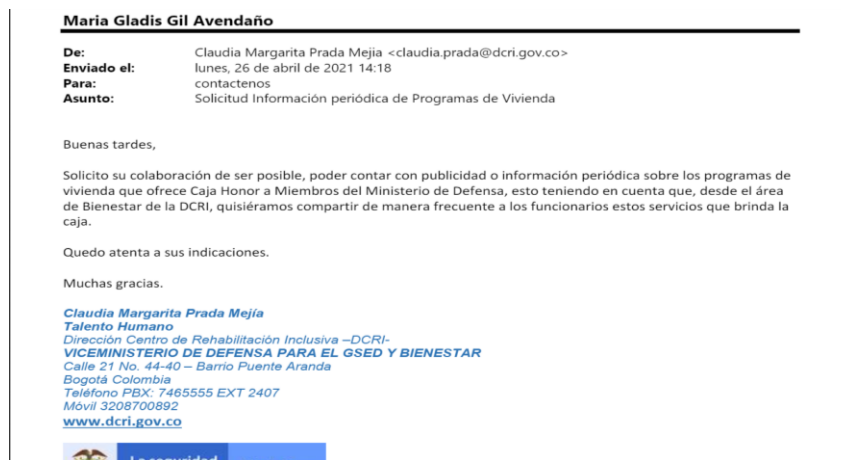 Maria Gladis Gil Avendaño
De: Claudia Margarita Prada Mejia <claudia.prada@dcri.gov.co>
Enviado el: lunes, 26 de abril de 2021 14:18
Para: contactenos
Asunto: Solicitud Información periódica de Programas de Vivienda
Buenas tardes,
Solicito su colaboración de ser posible, poder contar con publicidad o información periódica sobre los programas de
vivienda que ofrece Caja Honor a Miembros del Ministerio de Defensa, esto teniendo en cuenta que, desde el área
de Bienestar de la DCRI, quisiéramos compartir de manera frecuente a los funcionarios estos servicios que brinda la
caja.
Quedo atenta a sus indicaciones.
Muchas gracias.
Claudia Margarita Prada Mejía
Talento Humano
Dirección Centro de Rehabilitación Inclusiva –DCRI-
VICEMINISTERIO DE DEFENSA PARA EL GSED Y BIENESTAR
Calle 21 No. 44-40 – Barrio Puente Aranda
Bogotá Colombia
Teléfono PBX: 7465555 EXT 2407
Móvil 3208700892
www.dcri.gov.co
La seguridad